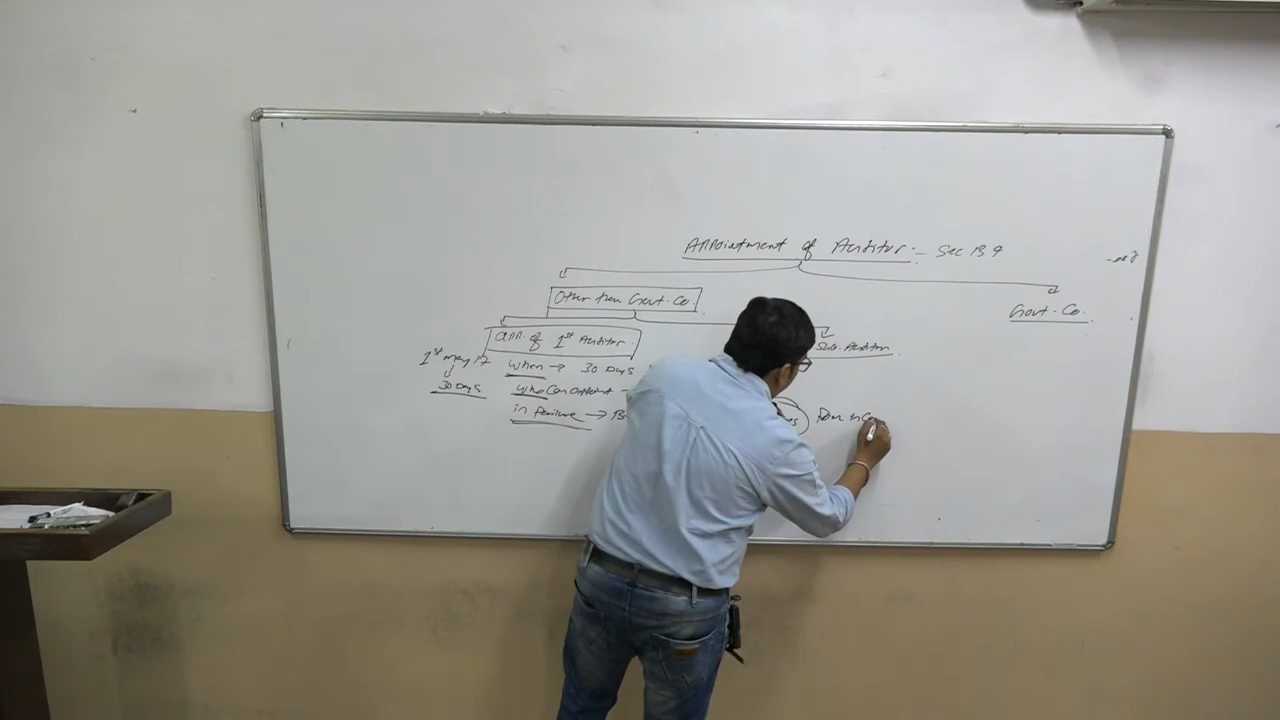 Appointment of Auditor - Sec 139
Other than Govt. Co.
Govt. Co.
app. of 1st Auditor
Sub. Auditor
1st may 17
When → 30 Days
30 Days
Who Can appoint -
in failure → B
from